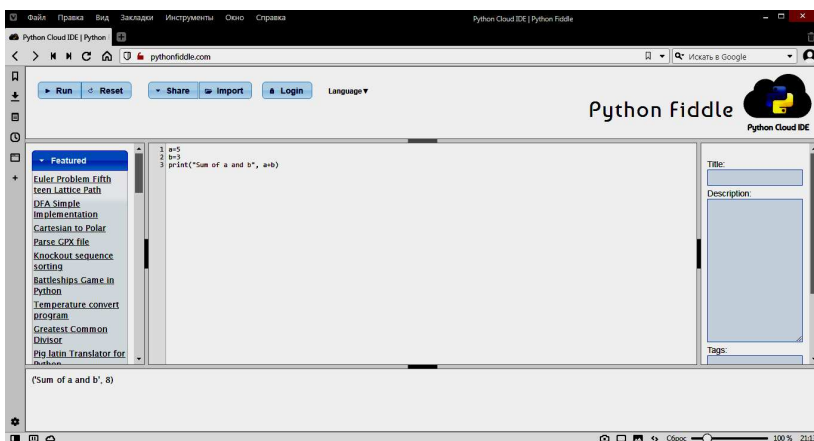 Файл Правка Вид Закладки Инструменты Окно Справка
Python Cloud IDE | Python Fiddle
Python Cloud IDE | Python
pythonfiddle.com
Искать в Google
Run Reset Share Import Login Language ▼
Python Fiddle
Python Cloud IDE
Featured
Euler Problem Fifth
teen Lattice Path
DFA Simple
Implementation
Cartesian to Polar
Parse GPX file
Knockout sequence
sorting
Battleships Game in
Python
Temperature convert
program
Greatest Common
Divisor
Pig latin Translator for
Python
1 a=5
2 b=3
3 print("Sum of a and b", a+b)
Title:
Description:
Tags:
('Sum of a and b', 8)
Сброс
100 %